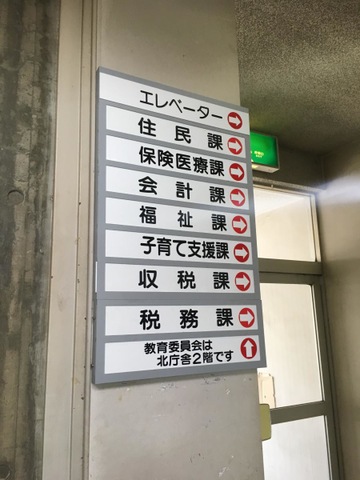 エレベーター
住民課
保険医療課
会計課
福祉課
子育て支援課
収税課
税務課
教育委員会は
北庁舎2階です